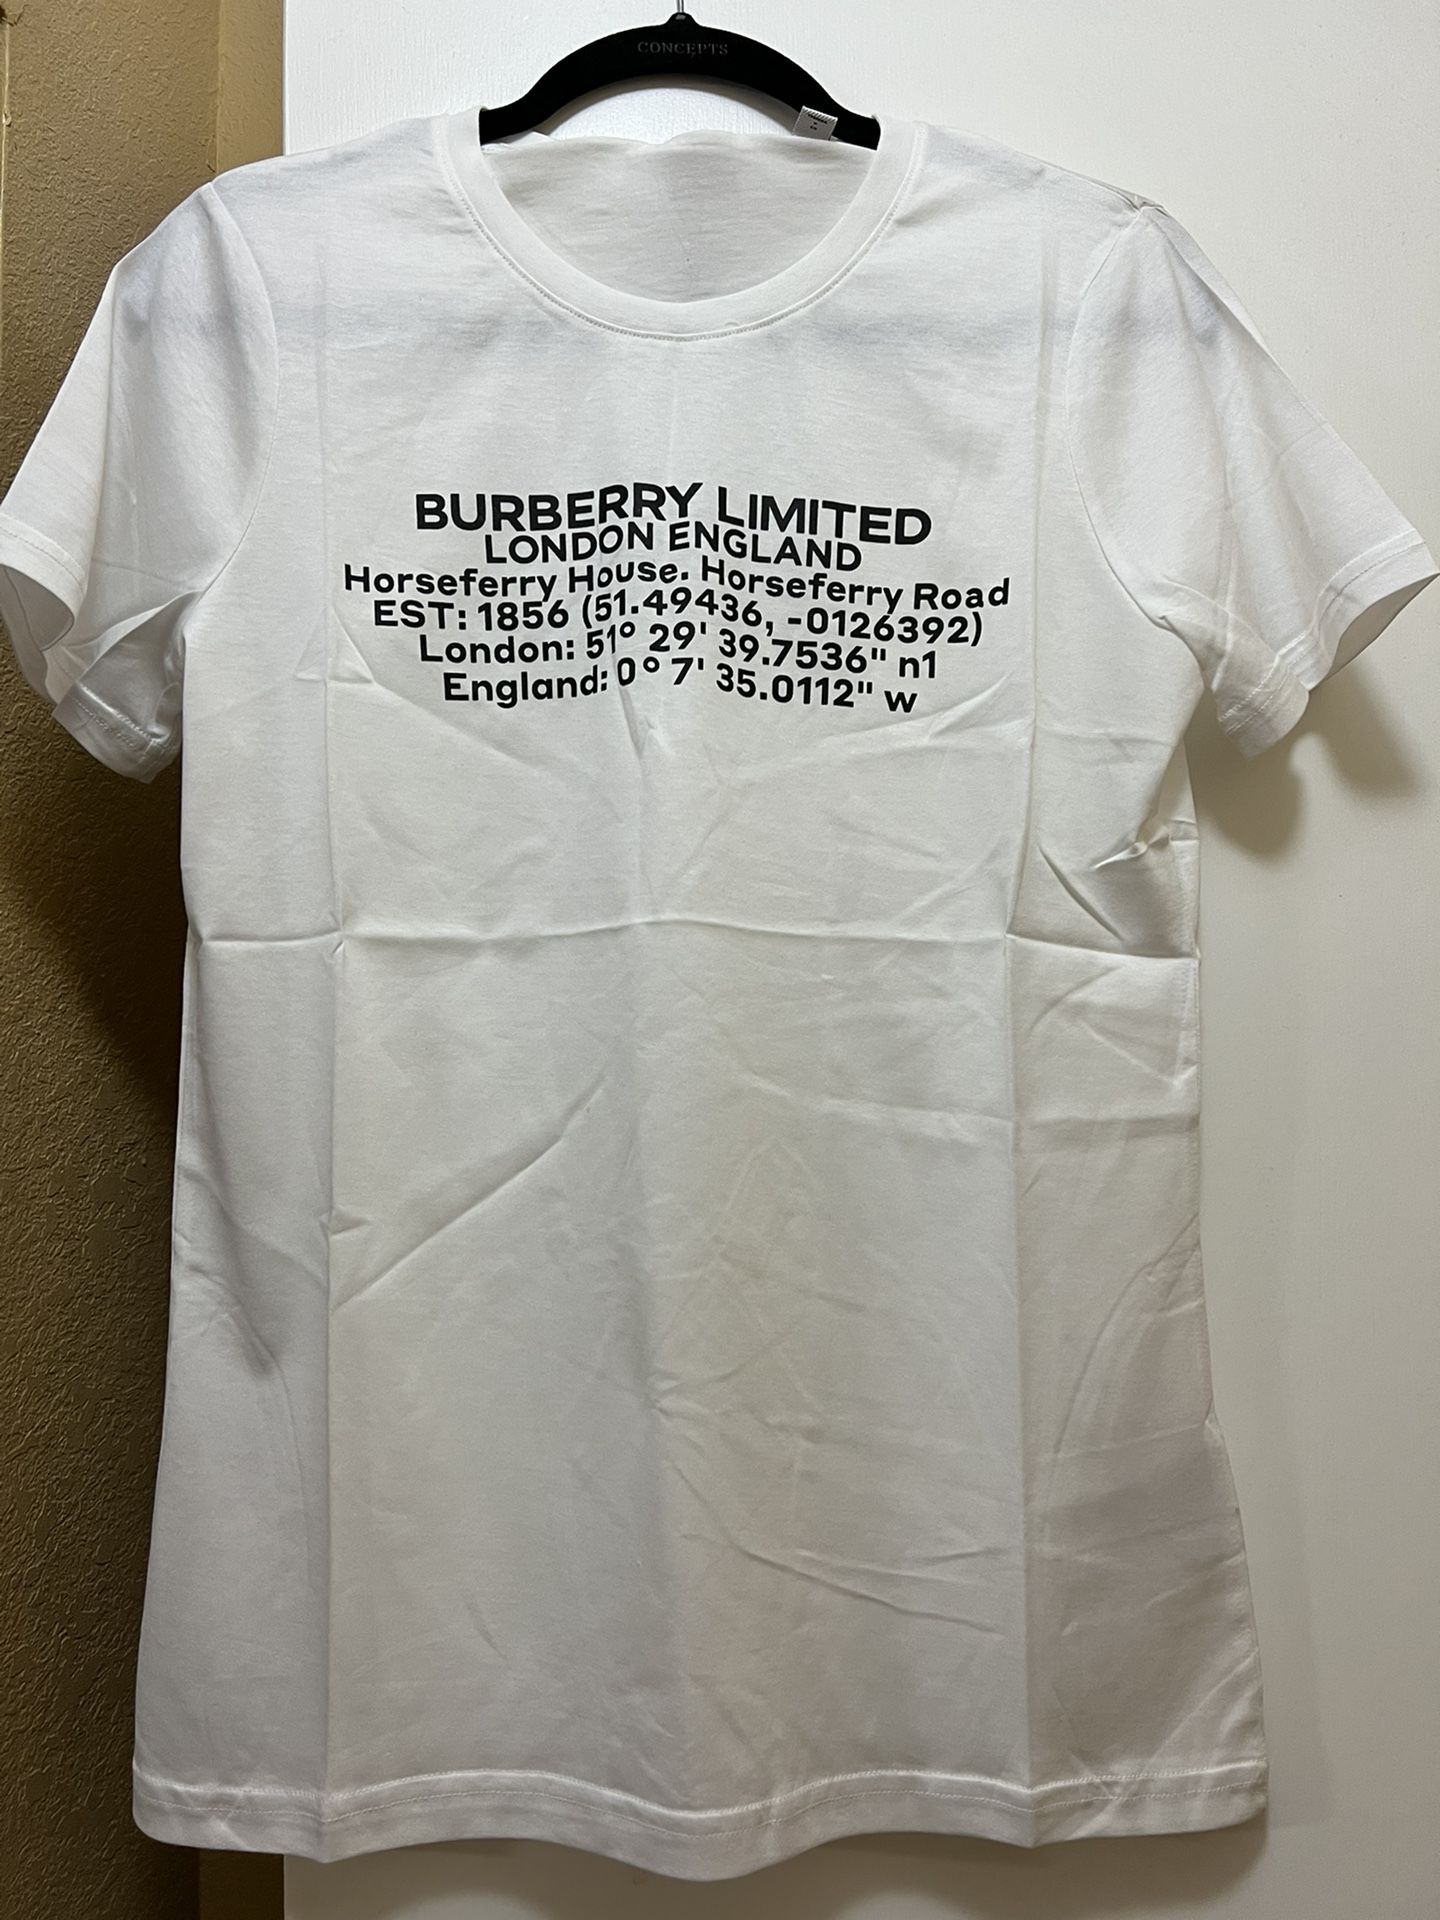 CONCEPTS
BURBERRY LIMITED
LONDON ENGLAND
Horseferry House. Horseferry Road
EST: 1856 (51.49436, -0126392)
London: 51° 29' 39.7536" n1
England: 0° 7' 35.0112" w